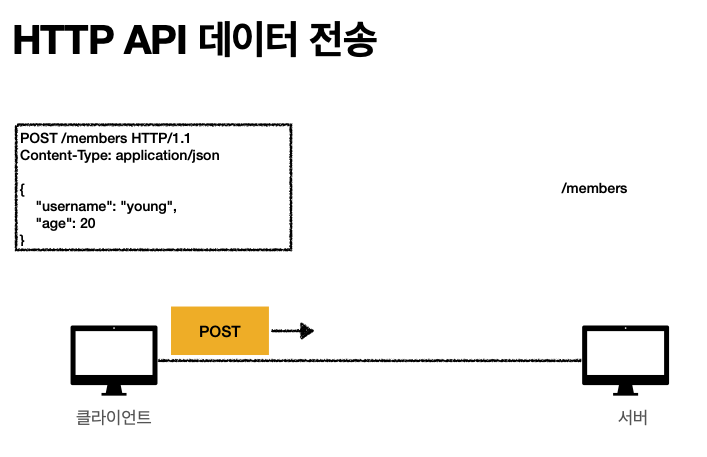 HTTP API 데이터 전송
POST /members HTTP/1.1
Content-Type: application/json
{
"username": "young",
"age": 20
}
/members
POST
클라이언트
서버